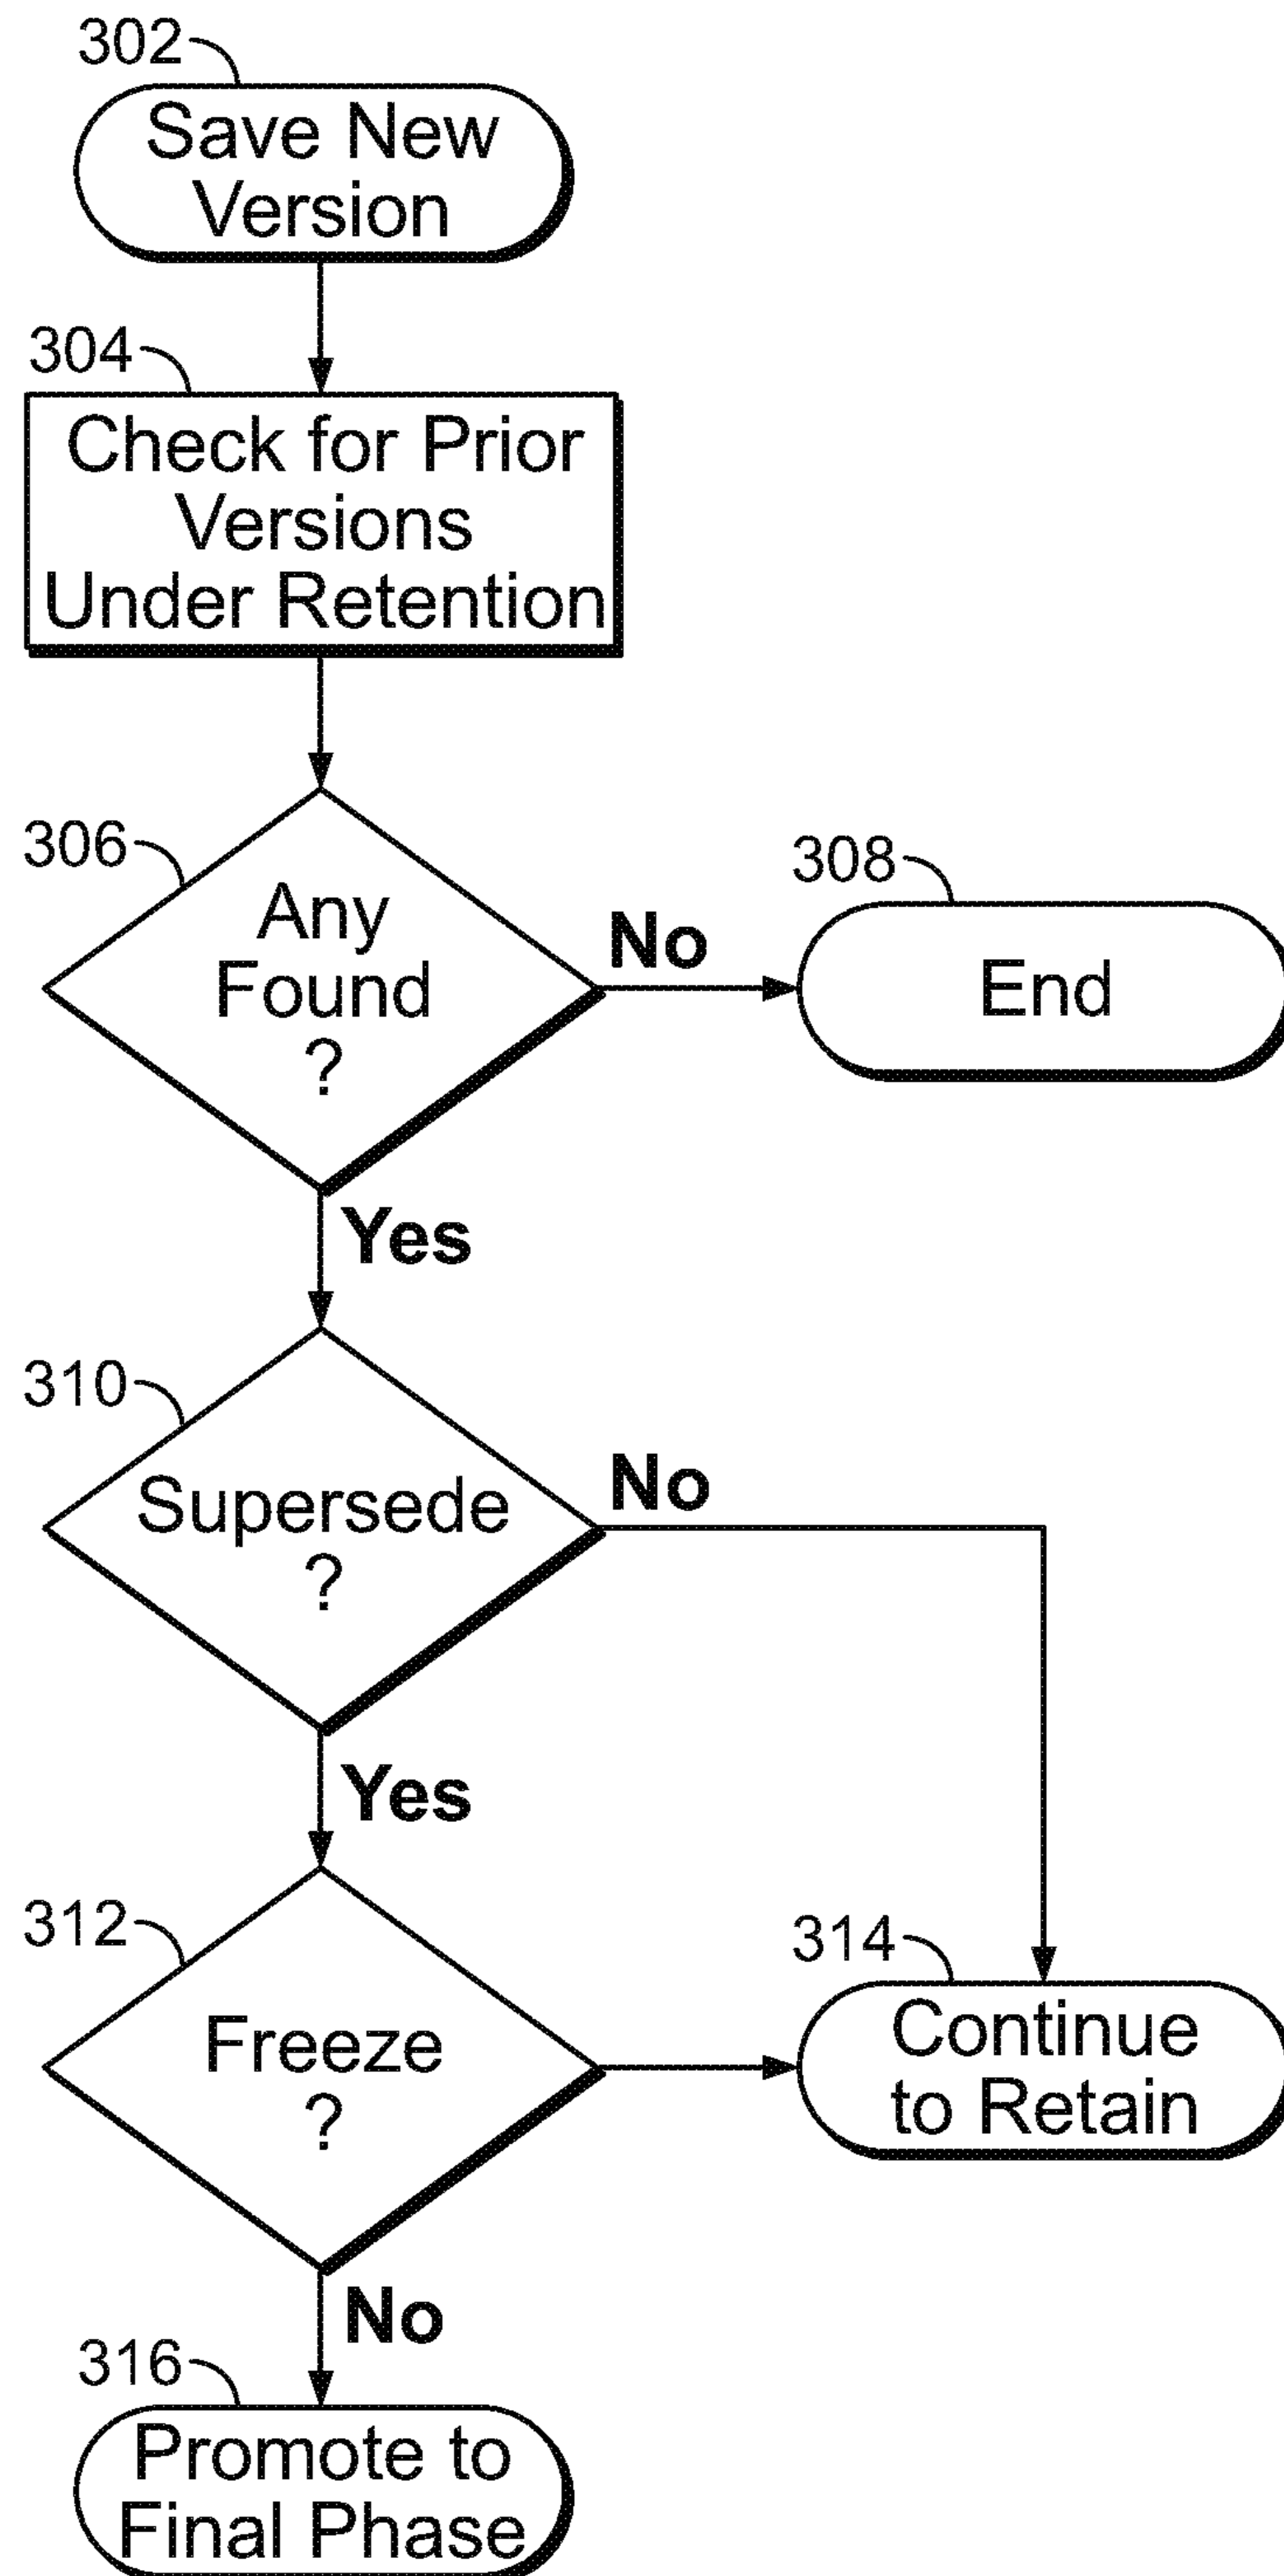 302
Save New
Version
304
Check for Prior
Versions
Under Retention
306
Any
Found
?
No
308
End
Yes
310
Supersede
?
No
Yes
312
Freeze
?
314
Continue
to Retain
No
316
Promote to
Final Phase